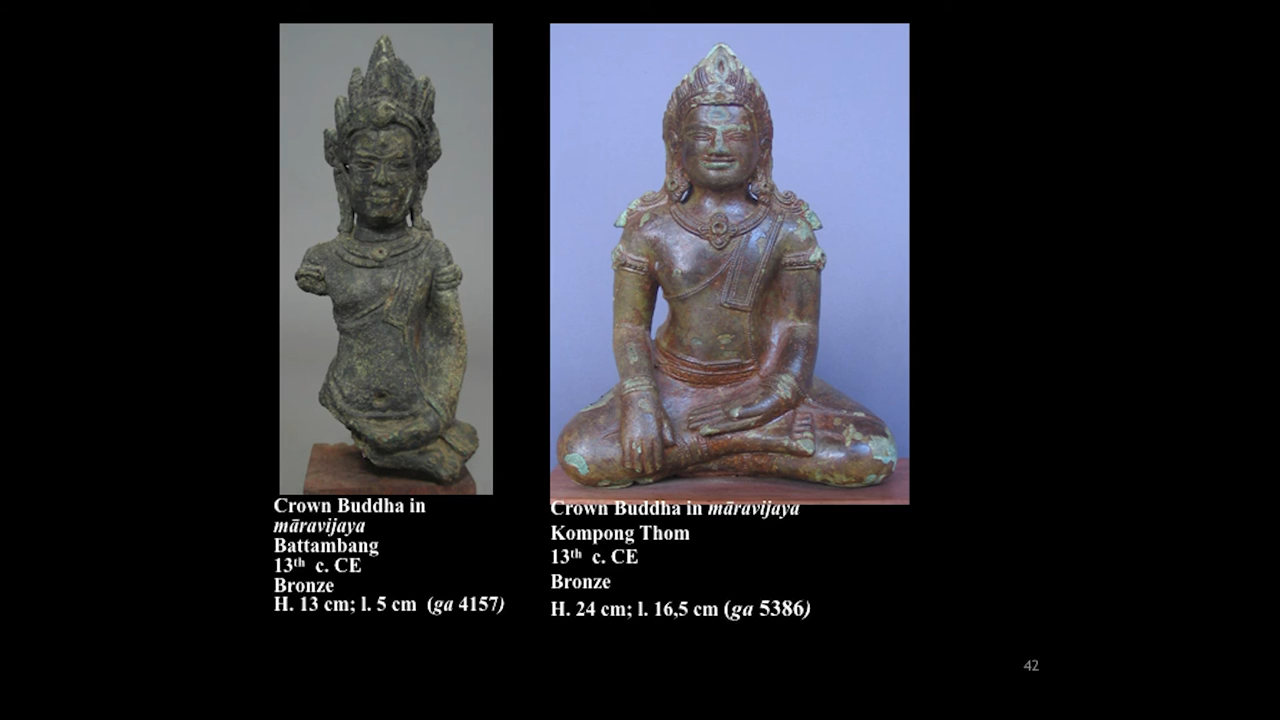 Crown Buddha in
māravijaya
Battambang
13th c. CE
Bronze
H. 13 cm; l. 5 cm (ga 4157)
Crown Buddha in māravijaya
Kompong Thom
13th c. CE
Bronze
H. 24 cm; l. 16,5 cm (ga 5386)
42